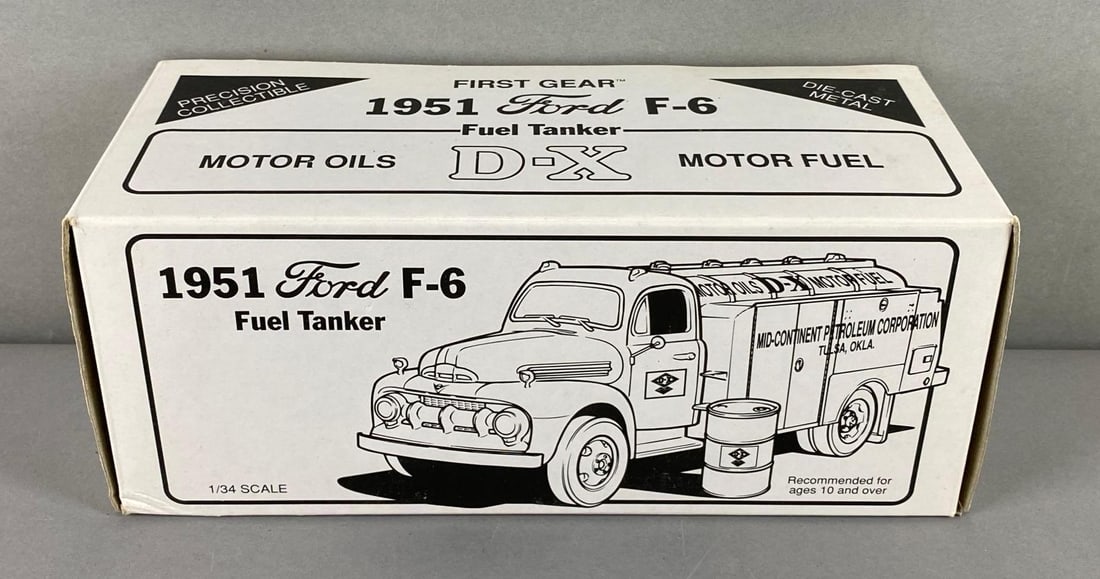 PRECISION
COLLECTIBLE
FIRST GEAR™
DIE-CAST
METAL
1951 Ford F-6
Fuel Tanker
MOTOR OILS D-X MOTOR FUEL
1951 Ford F-6
Fuel Tanker
MOTOR OILS D-X MOTOR FUEL
MID-CONTINENT PETROLEUM CORPORATION
TULSA, OKLA.
D-X
1/34 SCALE
Recommended for
ages 10 and over